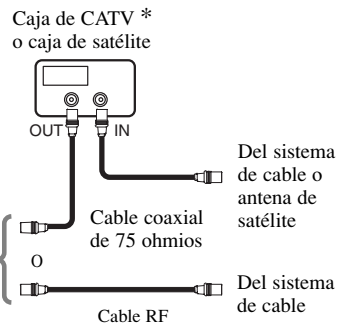 Caja de CATV *
o caja de satélite
OUT
IN
Del sistema
de cable o
antena de
satélite
Cable coaxial
de 75 ohmios
O
Del sistema
de cable
Cable RF